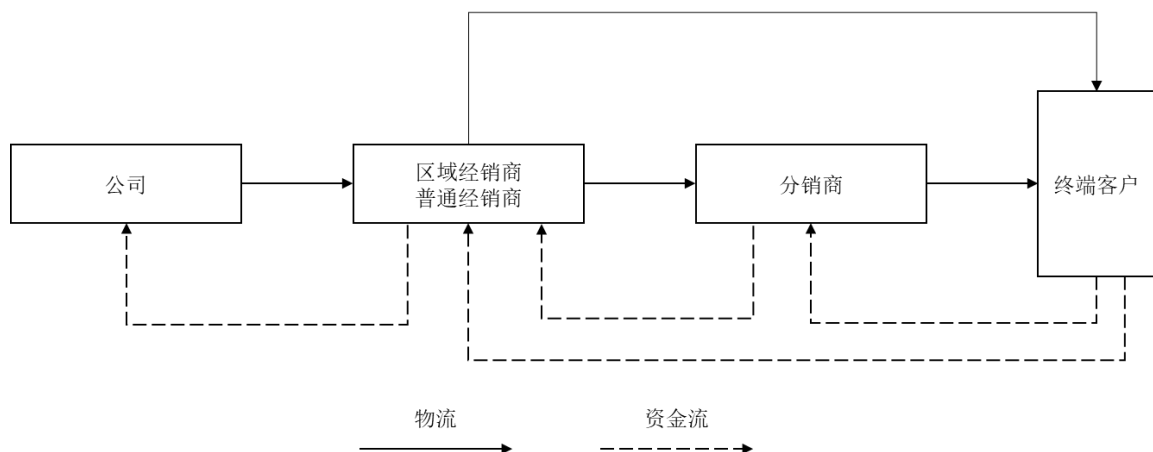 公司
区域经销商
普通经销商
分销商
终端客户
物流
资金流